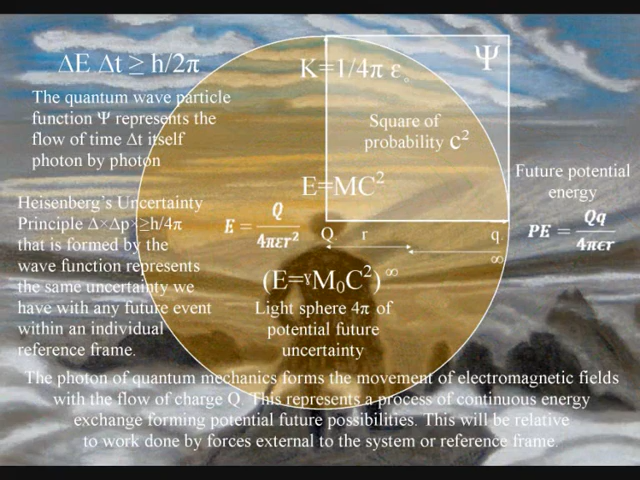 ΔE Δt ≥ h/2π
The quantum wave particle
function Ψ represents the
flow of time Δt itself
photon by photon
Heisenberg's Uncertainty
Principle Δ×Δp×≥h/4π
that is formed by the
wave function represents
the same uncertainty we
have with any future event
within an individual
reference frame.
K=1/4π ε˳
Ψ
Square of
probability c²
E=MC²
E = Q/4πεr²
Q. r q.
∞
(E=ɤM₀C²)∞
Light sphere 4π of
potential future
uncertainty
Future potential
energy
PE = Qq/4πϵr
The photon of quantum mechanics forms the movement of electromagnetic fields
with the flow of charge Q. This represents a process of continuous energy
exchange forming potential future possibilities. This will be relative
to work done by forces external to the system or reference frame.